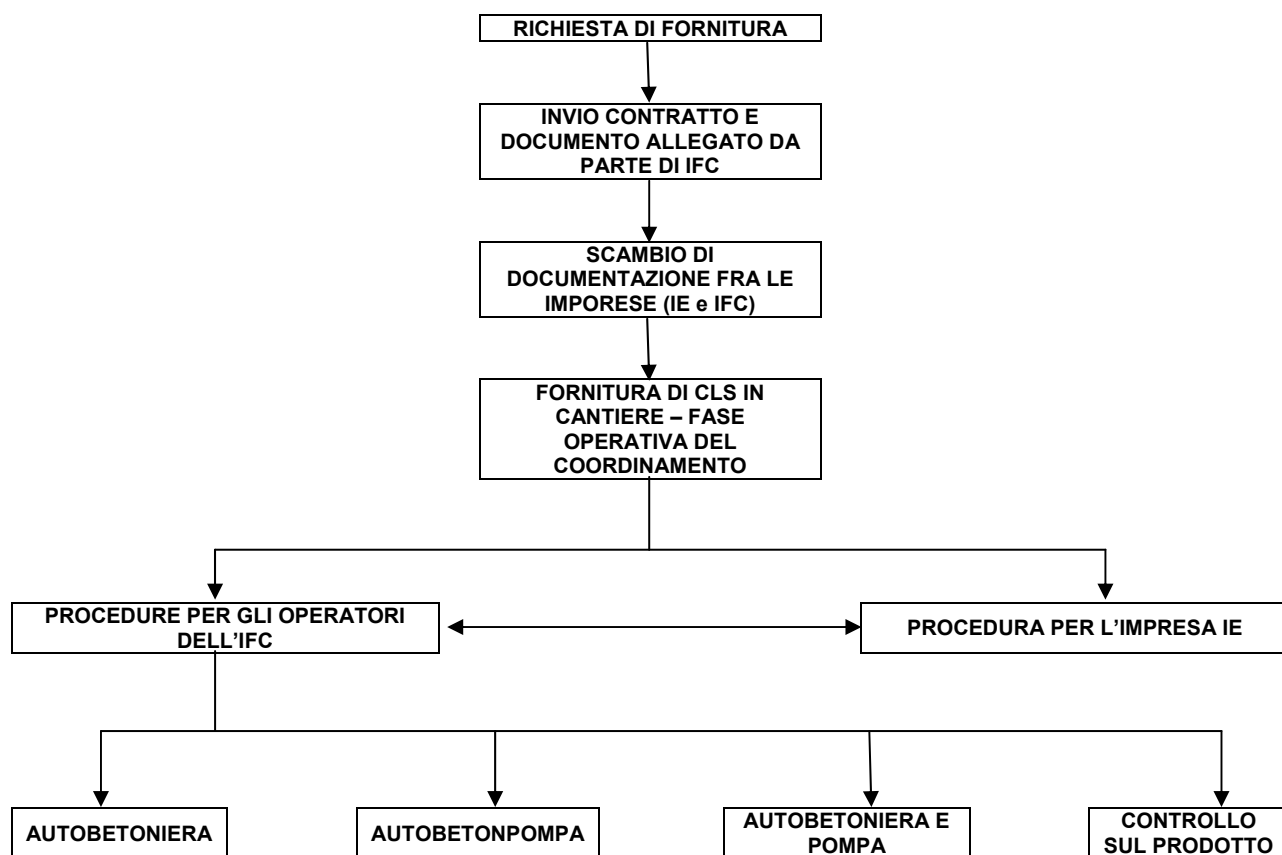 RICHIESTA DI FORNITURA
INVIO CONTRATTO E
DOCUMENTO ALLEGATO DA
PARTE DI IFC
SCAMBIO DI
DOCUMENTAZIONE FRA LE
IMPORESE (IE e IFC)
FORNITURA DI CLS IN
CANTIERE – FASE
OPERATIVA DEL
COORDINAMENTO
PROCEDURE PER GLI OPERATORI
DELL’IFC
PROCEDURA PER L’IMPRESA IE
AUTOBETONIERA
AUTOBETONPOMPA
AUTOBETONIERA E
POMPA
CONTROLLO
SUL PRODOTTO